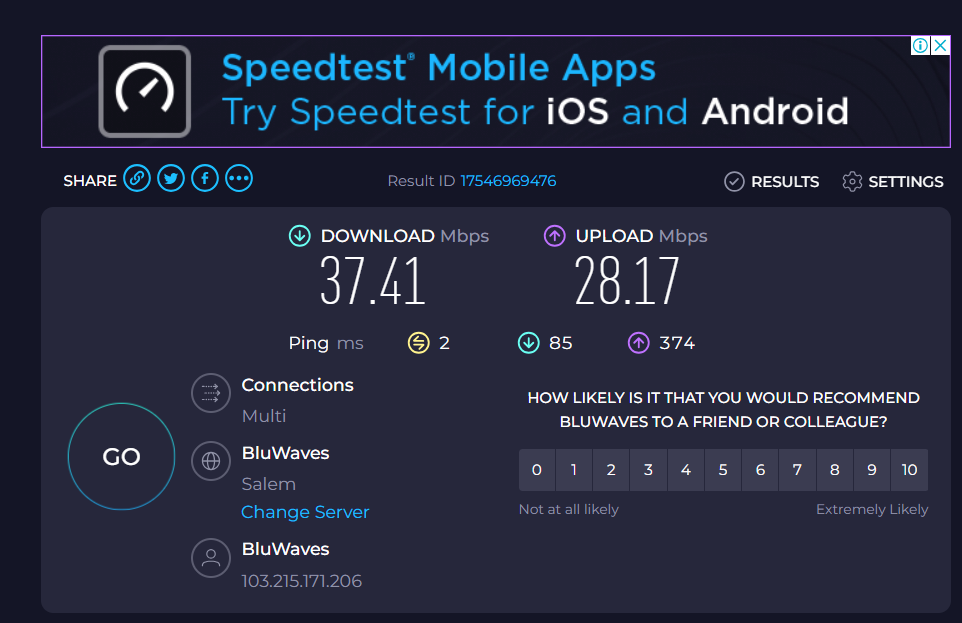 Speedtest® Mobile Apps
Try Speedtest for iOS and Android
SHARE
Result ID 17546969476
RESULTS
SETTINGS
DOWNLOAD Mbps
37.41
UPLOAD Mbps
28.17
Ping ms
2
85
374
GO
Connections
Multi
BluWaves
Salem
Change Server
BluWaves
103.215.171.206
HOW LIKELY IS IT THAT YOU WOULD RECOMMEND
BLUWAVES TO A FRIEND OR COLLEAGUE?
0 1 2 3 4 5 6 7 8 9 10
Not at all likely
Extremely Likely